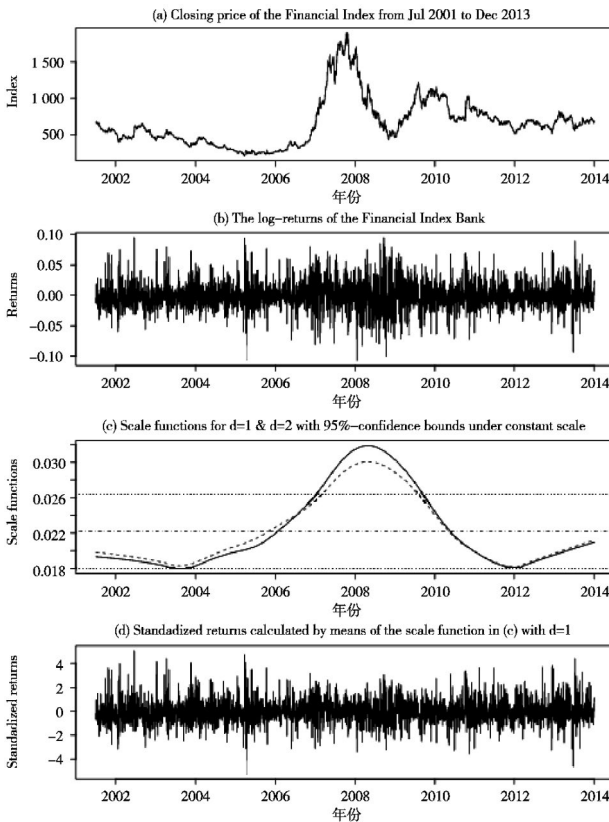 (a) Closing price of the Financial Index from Jul 2001 to Dec 2013
Index
1 500
1 000
500
2002 2004 2006 2008 2010 2012 2014
年份
(b) The log-returns of the Financial Index Bank
Returns
0.10
0.05
0.00
-0.05
-0.10
2002 2004 2006 2008 2010 2012 2014
年份
(c) Scale functions for d=1 & d=2 with 95%-confidence bounds under constant scale
Scale functions
0.030
0.026
0.022
0.018
2002 2004 2006 2008 2010 2012 2014
年份
(d) Standadized returns calculated by means of the scale function in (c) with d=1
Standadlized returns
4
2
0
-2
-4
2002 2004 2006 2008 2010 2012 2014
年份